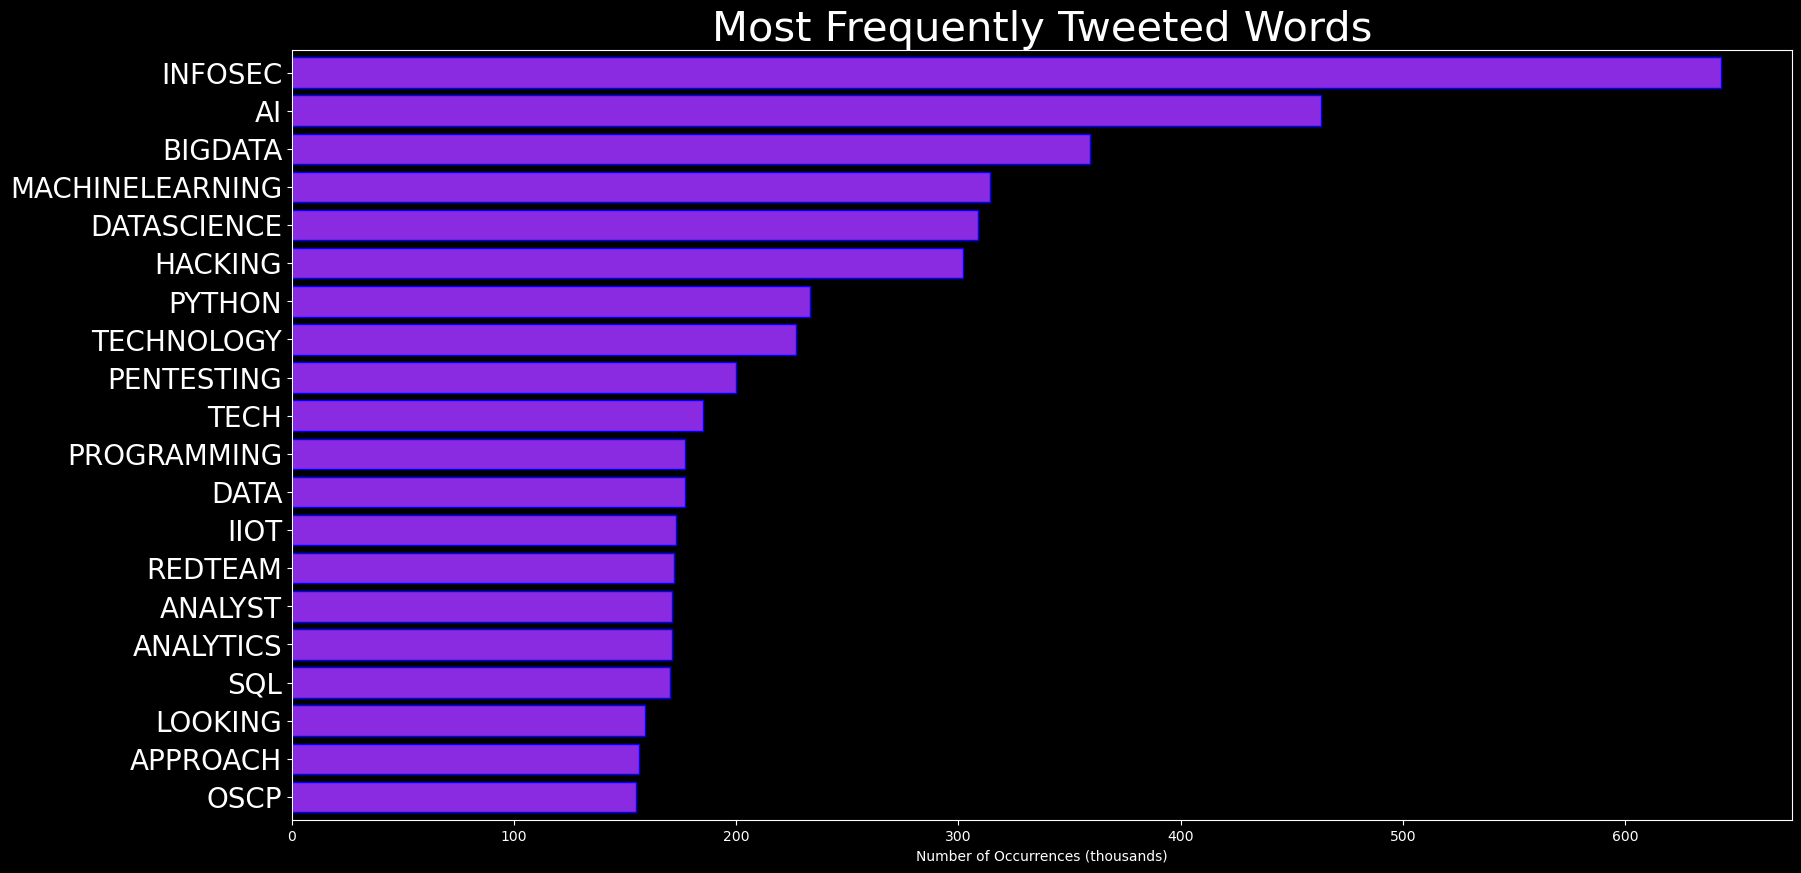 Most Frequently Tweeted Words
INFOSEC
AI
BIGDATA
MACHINELEARNING
DATASCIENCE
HACKING
PYTHON
TECHNOLOGY
PENTESTING
TECH
PROGRAMMING
DATA
IIOT
REDTEAM
ANALYST
ANALYTICS
SQL
LOOKING
APPROACH
OSCP
0 100 200 300 400 500 600
Number of Occurrences (thousands)